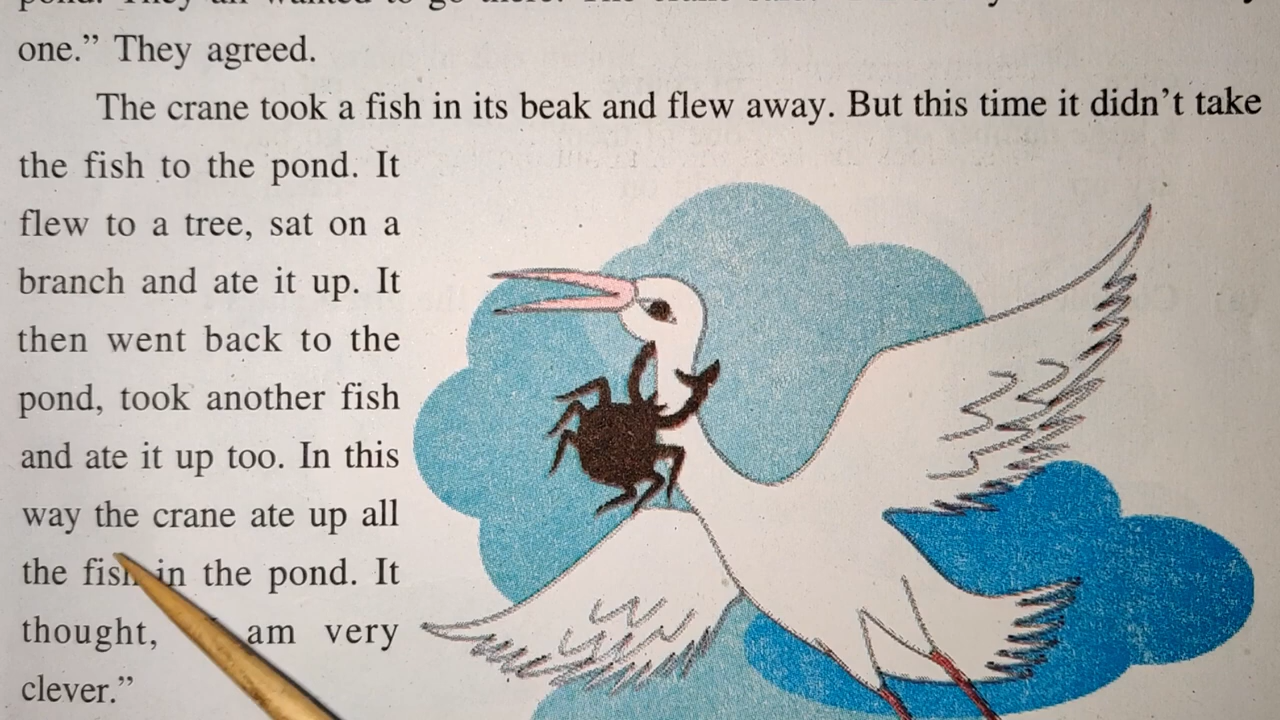 one.” They agreed.
The crane took a fish in its beak and flew away. But this time it didn’t take
the fish to the pond. It
flew to a tree, sat on a
branch and ate it up. It
then went back to the
pond, took another fish
and ate it up too. In this
way the crane ate up all
the fish in the pond. It
thought, am very
clever.”